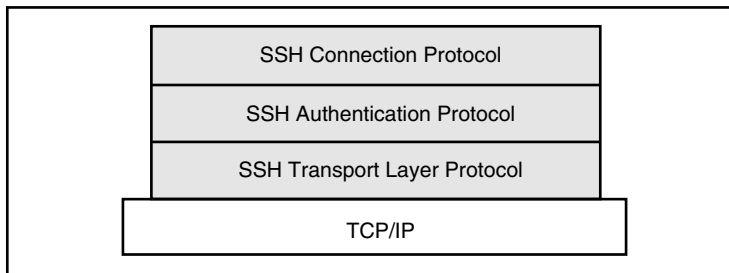 SSH Connection Protocol
SSH Authentication Protocol
SSH Transport Layer Protocol
TCP/IP